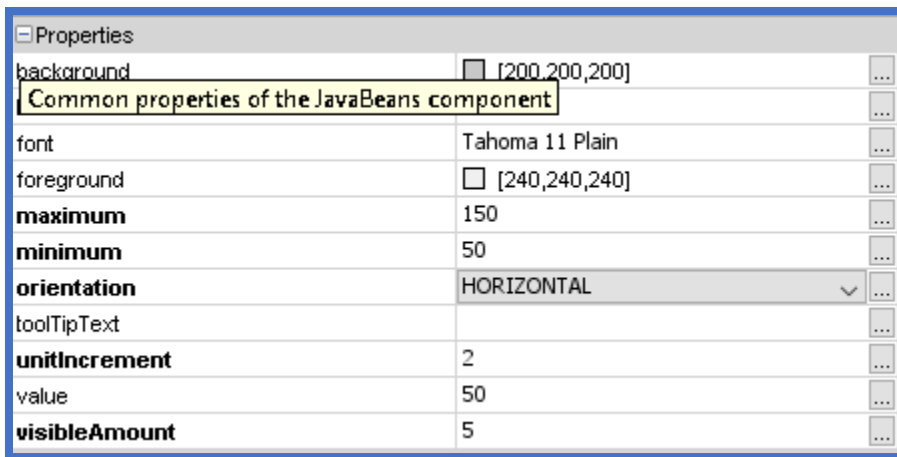 Properties
background [200,200,200] ...
Common properties of the JavaBeans component
...
font Tahoma 11 Plain ...
foreground [240,240,240] ...
maximum 150 ...
minimum 50 ...
orientation HORIZONTAL ...
toolTipText ...
unitIncrement 2 ...
value 50 ...
visibleAmount 5 ...